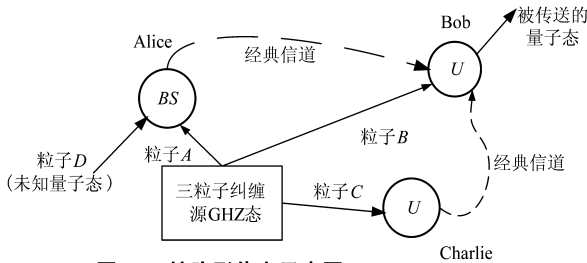 被传送的
量子态
Bob
Alice
经典信道
U
BS
粒子B
粒子D
(未知量子态)
粒子A
经典信道
三粒子纠缠
源GHZ态
粒子C
U
Charlie